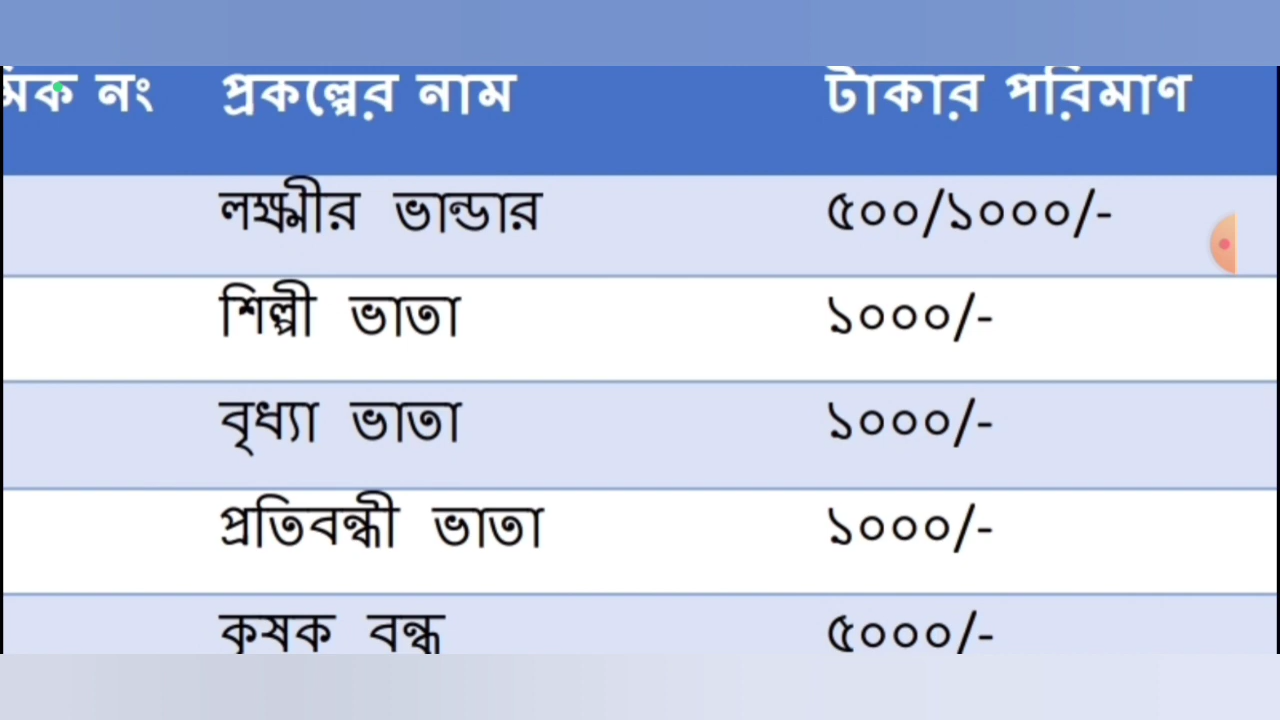 নং প্রকল্পের নাম টাকার পরিমাণ
লক্ষ্মীর ভান্ডার ৫০০/১০০০/-
শিল্পী ভাতা ১০০০/-
বৃধ্যা ভাতা ১০০০/-
প্রতিবন্ধী ভাতা ১০০০/-
কৃষক বন্ধু ৫০০০/-